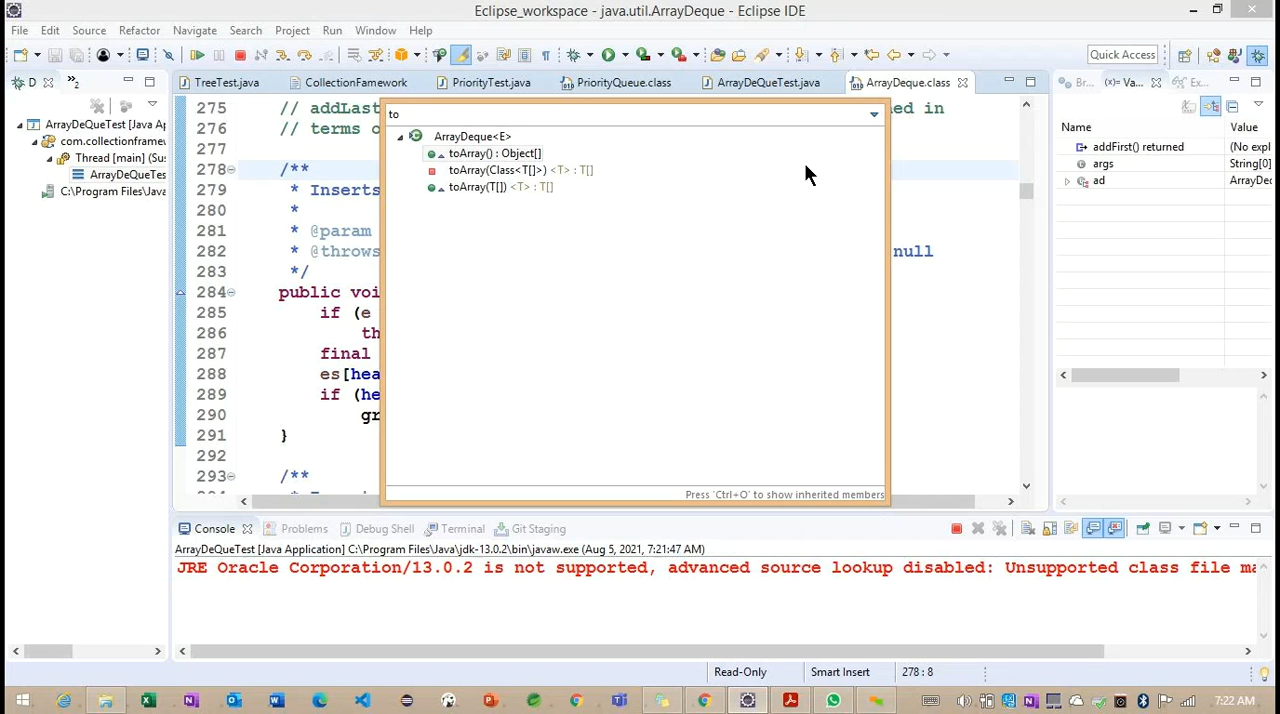 Eclipse_workspace - java.util.ArrayDeque - Eclipse IDE
File Edit Source Refactor Navigate Search Project Run Window Help
Quick Access
D
2
TreeTest.java CollectionFramework PriorityTest.java PriorityQueue.class ArrayDeQueTest.java ArrayDeque.class
Br... Va... Ex...
ArrayDeQueTest [Java Ap
com.collectionframew
Thread [main] (Sus
ArrayDequeTest
C:\Program Files\Java\
275 // addLast ed in
276 // terms o
277
278 /**
279 * Inserts
280 *
281 * @param
282 * @throws null
283 */
284 public voi
285 if (e
286 th
287 final
288 es[hea
289 if (he
290 gr
291 }
292
293 /**
to
ArrayDeque<E>
toArray() : Object[]
toArray(Class<T[]>) <T> : T[]
toArray(T[]) <T> : T[]
Press 'Ctrl+O' to show inherited members
Name Value
addFirst() returned (No expl
args String[0]
ad ArrayDe
Console Problems Debug Shell Terminal Git Staging
ArrayDeQueTest [Java Application] C:\Program Files\Java\jdk-13.0.2\bin\javaw.exe (Aug 5, 2021, 7:21:47 AM)
JRE Oracle Corporation/13.0.2 is not supported, advanced source lookup disabled: Unsupported class file ma
Read-Only Smart Insert 278 : 8
7:22 AM